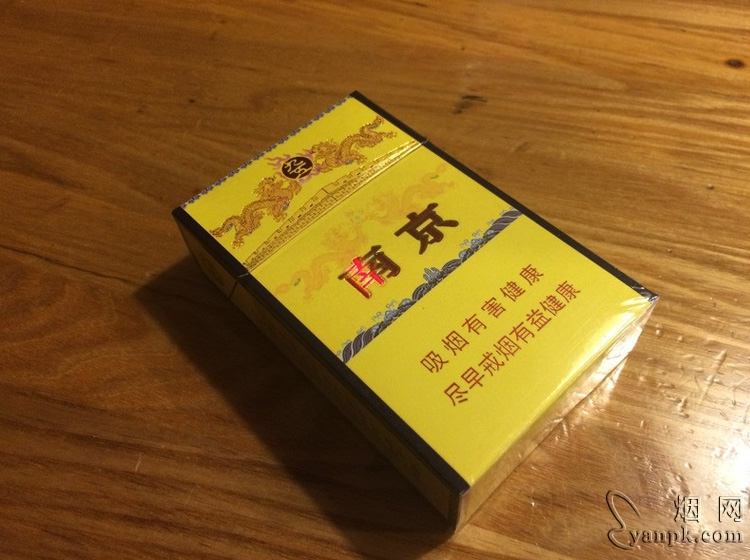 南京
吸烟有害健康
尽早戒烟有益健康
烟网
yanpk.com